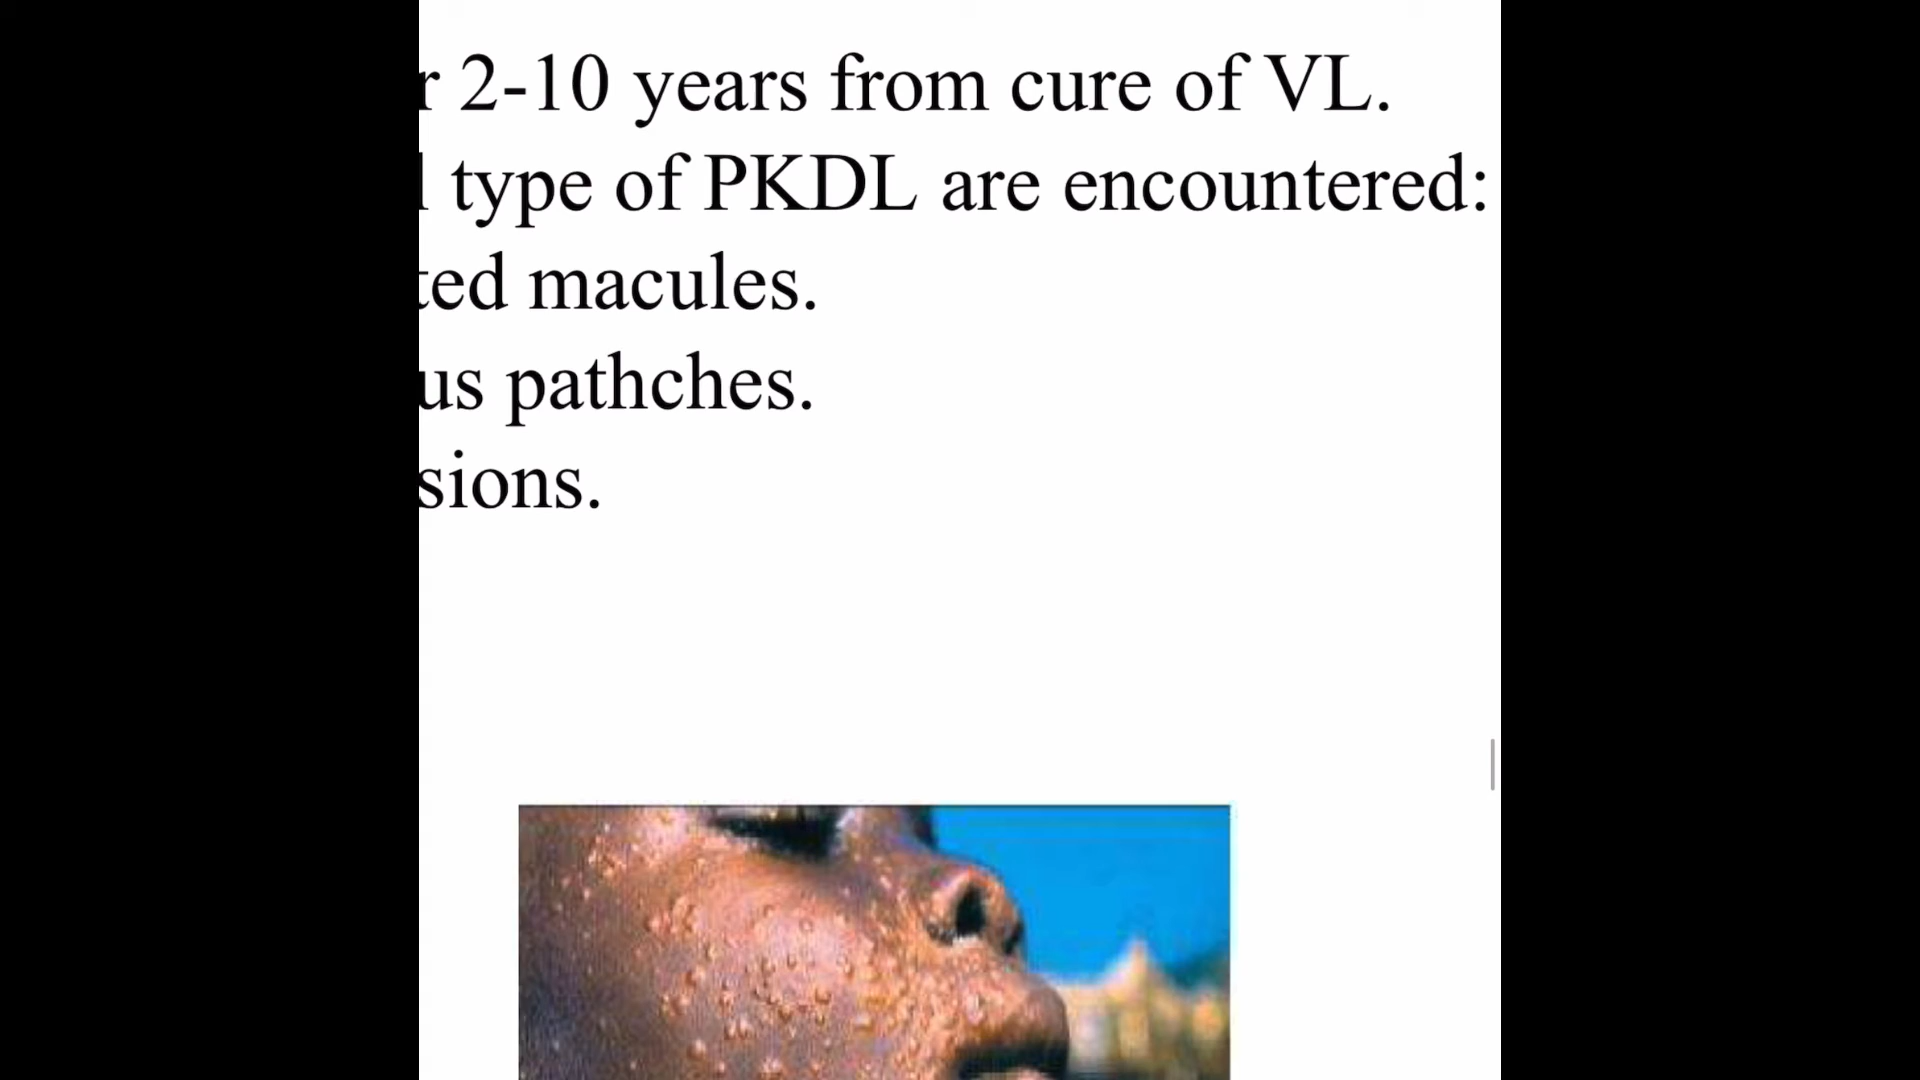 r 2-10 years from cure of VL.
l type of PKDL are encountered:
ted macules.
us pathches.
sions.